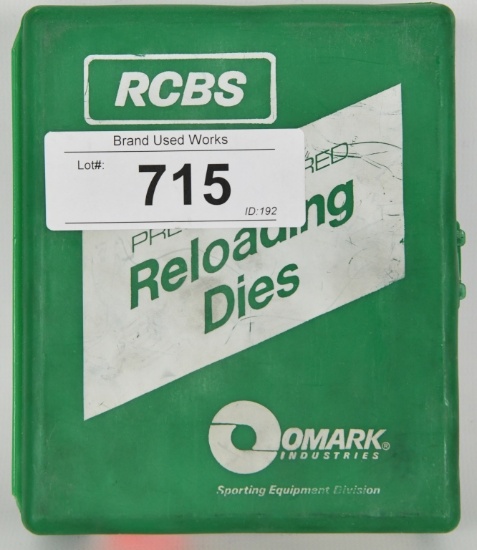 RCBS
Brand Used Works
Lot#:
715
ID:192
Reloading
Dies
OMARK®
INDUSTRIES
Sporting Equipment Division